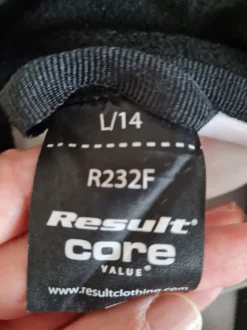 L/14
R232F
Result®
core
VALUE®
www.resultclothing.com